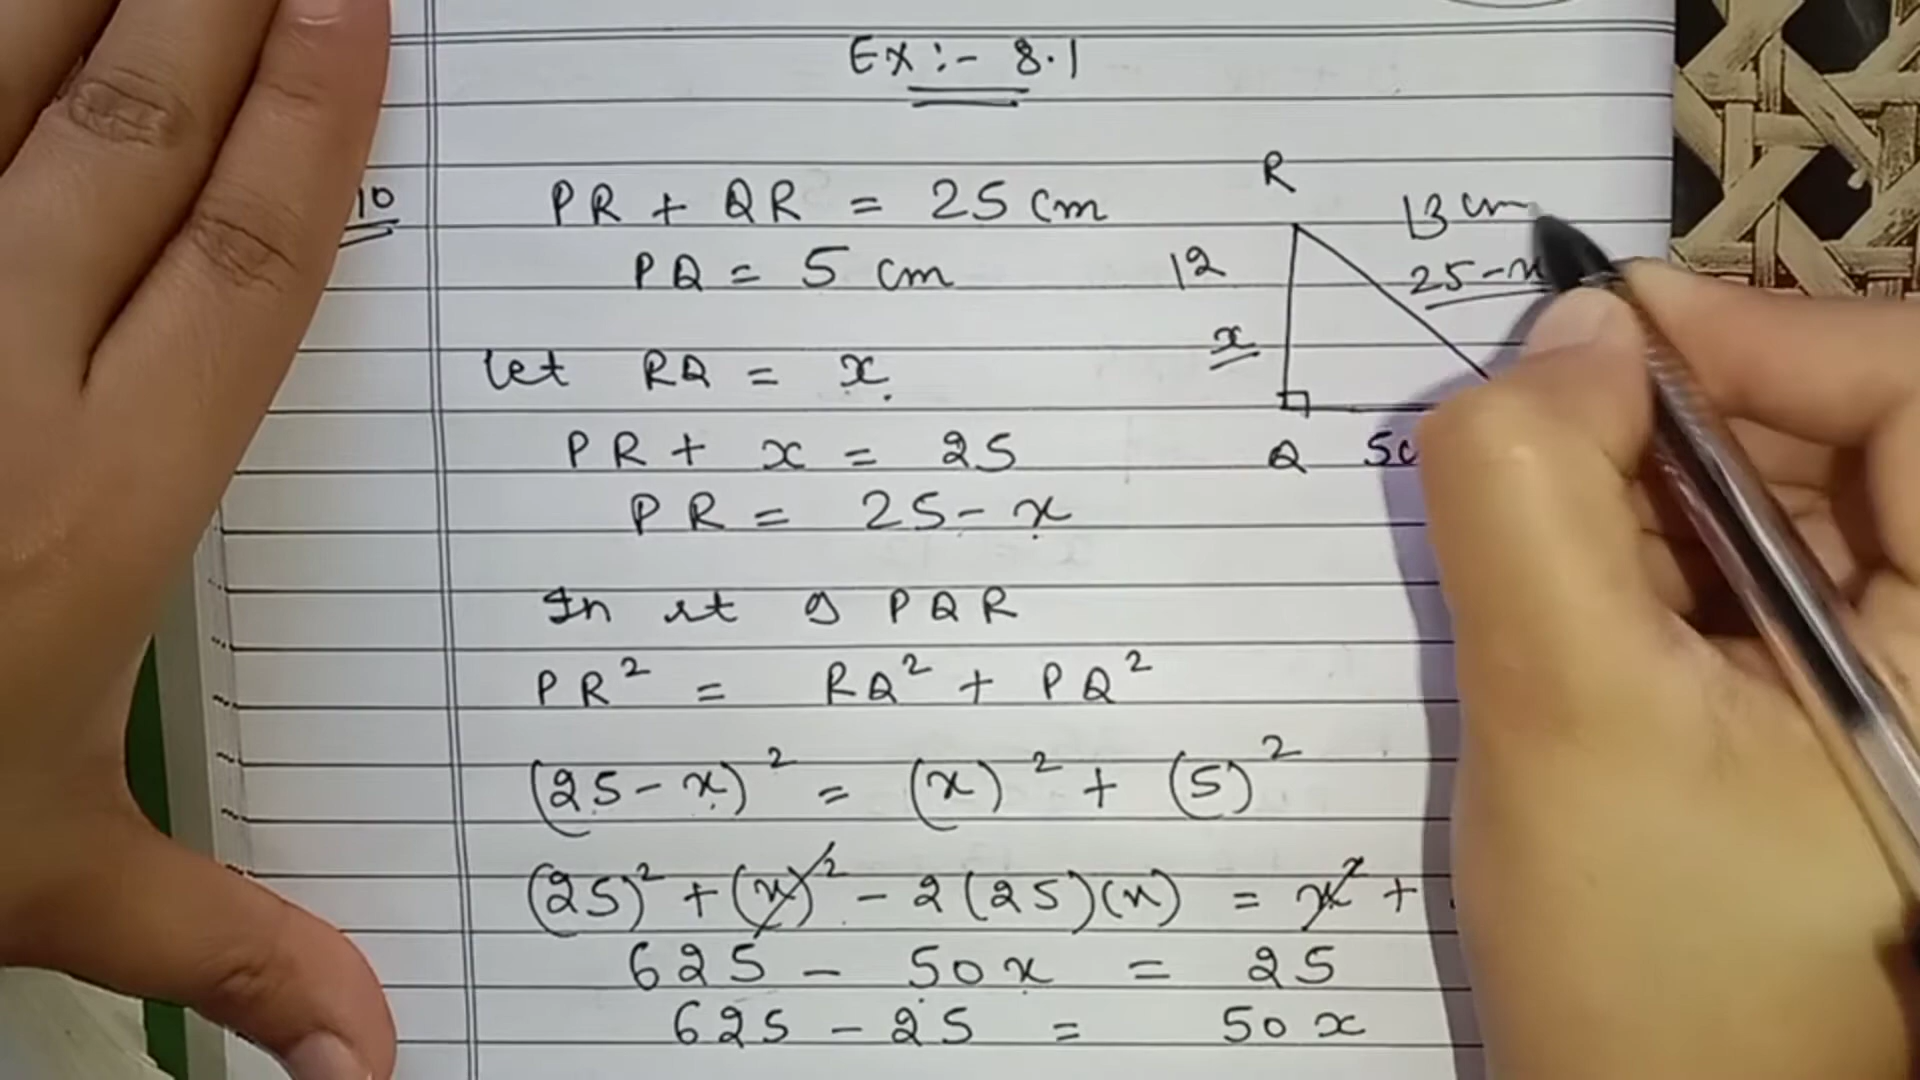 Ex :- 8.1
10
PR + QR = 25 cm
PQ = 5 cm
let RQ = x
PR + x = 25
PR = 25 - x
R
13 cm
12
25-x
x
Q 5c
In rt g PQR
PR² = RQ² + PQ²
(25 - x)² = (x)² + (5)²
(25)² + (x)² - 2(25)(x) = x² +
625 - 50x = 25
625 - 25 = 50x